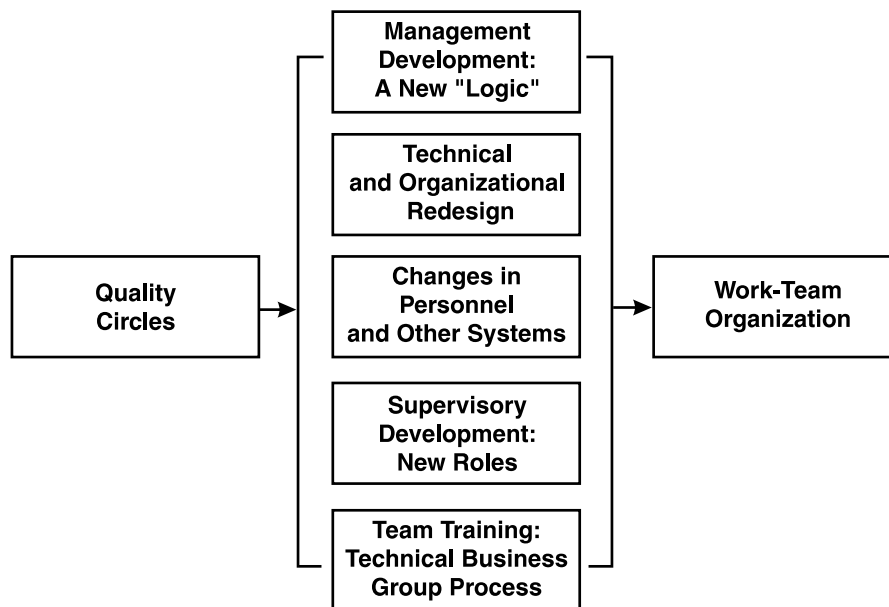 Management
Development:
A New "Logic"
Technical
and Organizational
Redesign
Quality
Circles
Changes in
Personnel
and Other Systems
Work-Team
Organization
Supervisory
Development:
New Roles
Team Training:
Technical Business
Group Process